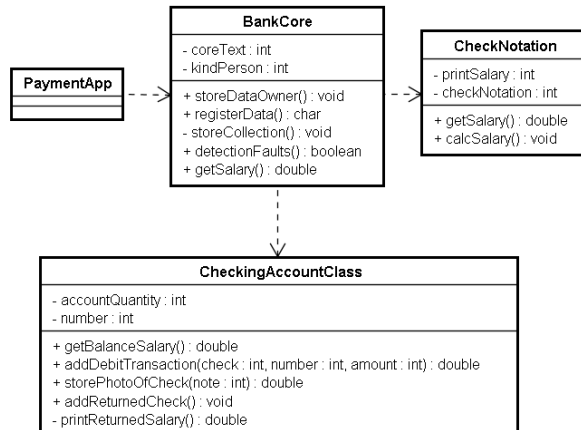 BankCore
- coreText : int
- kindPerson : int
+ storeDataOwner() : void
+ registerData() : char
- storeCollection() : void
+ detectionFaults() : boolean
+ getSalary() : double
PaymentApp
CheckNotation
- printSalary : int
- checkNotation : int
+ getSalary() : double
+ calcSalary() : void
CheckingAccountClass
- accountQuantity : int
- number : int
+ getBalanceSalary() : double
+ addDebitTransaction(check : int, number : int, amount : int) : double
+ storePhotoOfCheck(note : int) : double
+ addReturnedCheck() : void
- printReturnedSalary() : double